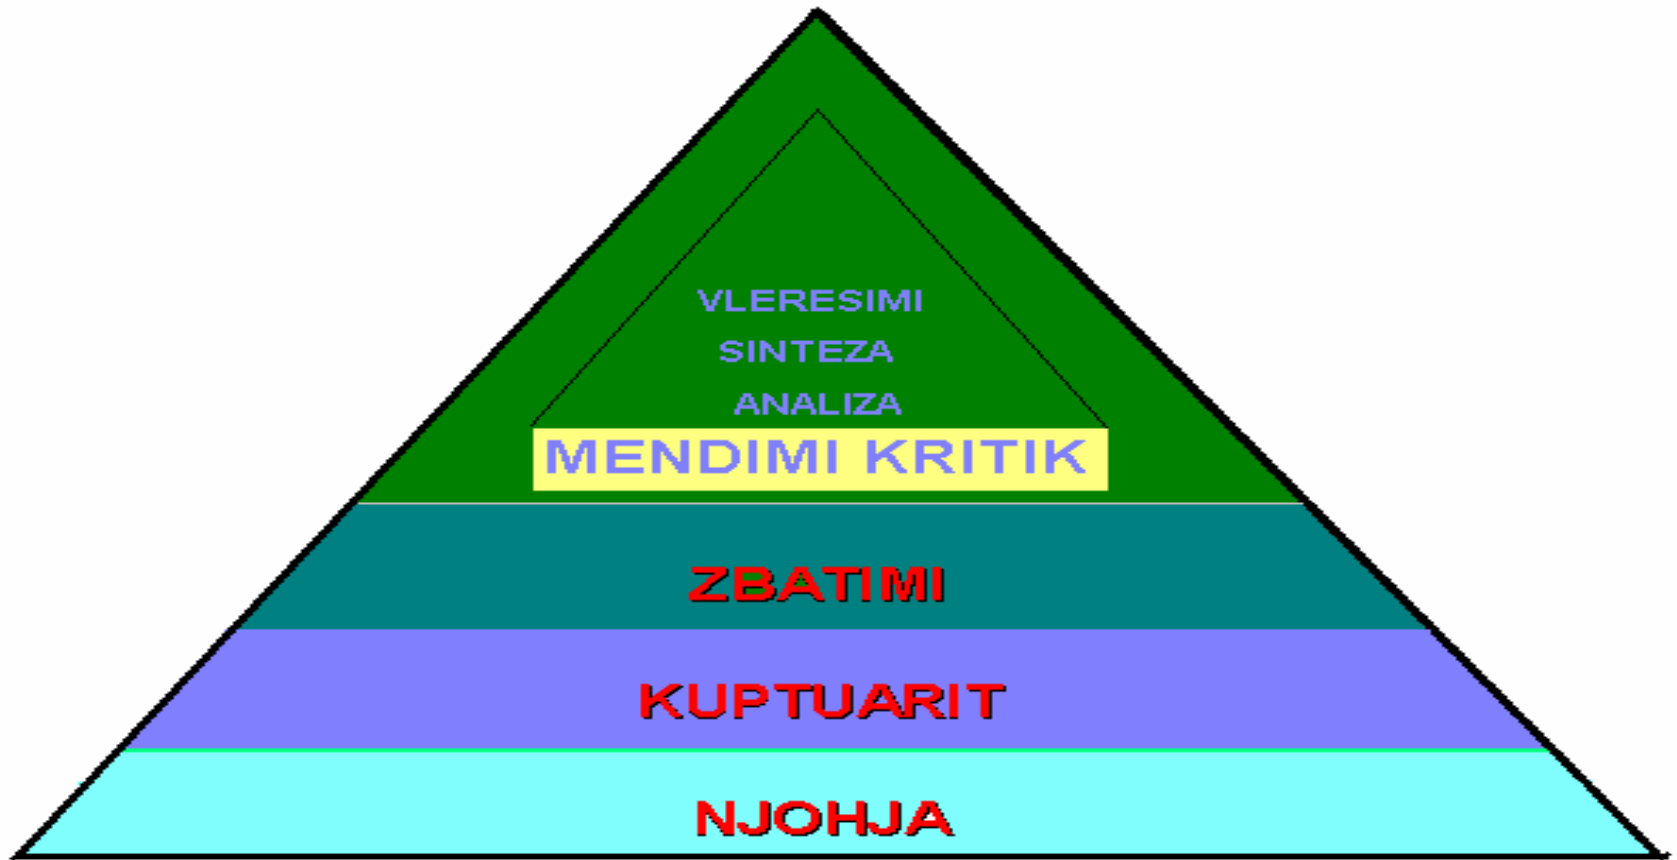 VLERESIMI
SINTEZA
ANALIZA
MENDIMI KRITIK
ZBATIMI
KUPTUARIT
NJOHJA